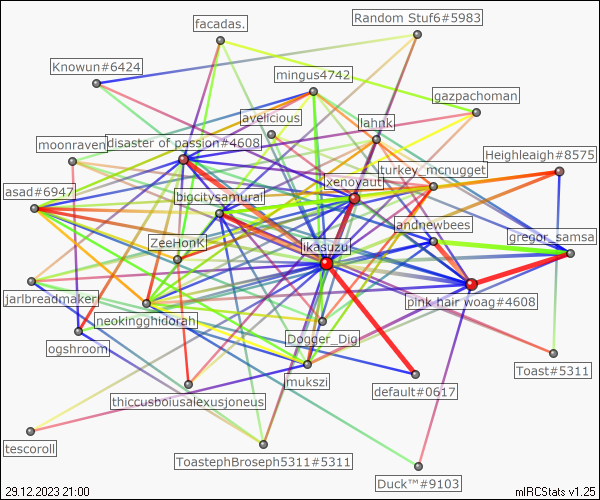 facadas.
Random Stuf6#5983
Knowun#6424
mingus4742
gazpachoman
avelicious
lahnk
moonraven
disaster of passion#4608
Heighleaigh#8575
turkey_mcnugget
xenoyaut
asad#6947
bigcitysamurai
jandnewbees
gregor_samsa
ZeeHonK
ikasuzu
jarlbreadmaker
pink hair woag#4608
neokingghidorah
Dogger_Dig
ogshroom
Toast#5311
mukszi
default#0617
thiccusboiusalexusjoneus
tescoroll
ToastephBroseph5311#5311
Duck™#9103
29.12.2023 21:00
mIRCStats v1.25